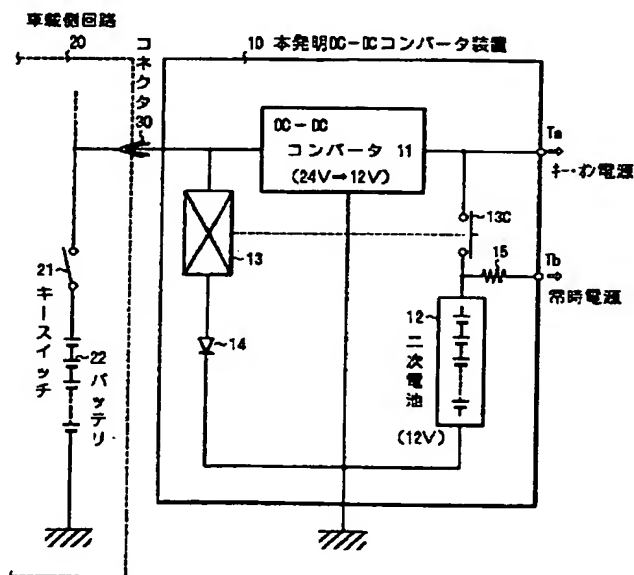 車載側回路
20
コネクタ
30
10 本発明DC-DCコンバータ装置
DC-DC
コンバータ 11
(24V→12V)
Ta
キー・オン電源
13C
15
Tb
常時電源
13
21
キースイッチ
14
12
二次電池
22
バッテリ
(12V)